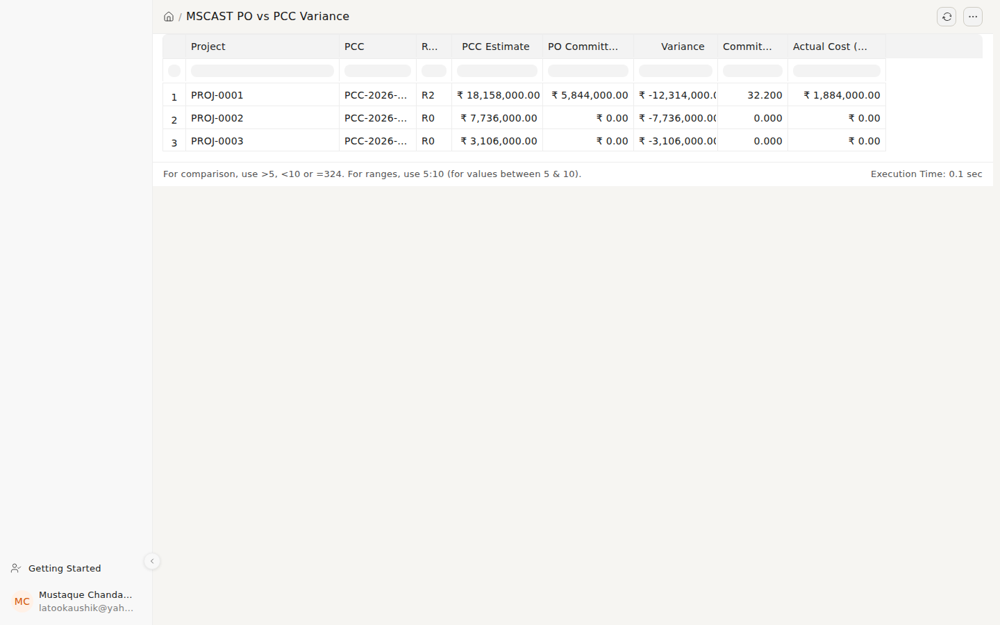 / MSCAST PO vs PCC Variance
Project PCC R... PCC Estimate PO Committ... Variance Commit... Actual Cost (...
1 PROJ-0001 PCC-2026-... R2 ₹ 18,158,000.00 ₹ 5,844,000.00 ₹ -12,314,000.0 32.200 ₹ 1,884,000.00
2 PROJ-0002 PCC-2026-... R0 ₹ 7,736,000.00 ₹ 0.00 ₹ -7,736,000.00 0.000 ₹ 0.00
3 PROJ-0003 PCC-2026-... R0 ₹ 3,106,000.00 ₹ 0.00 ₹ -3,106,000.00 0.000 ₹ 0.00
For comparison, use >5, <10 or =324. For ranges, use 5:10 (for values between 5 & 10). Execution Time: 0.1 sec
Getting Started
MC Mustaque Chanda...
latookaushik@yah...